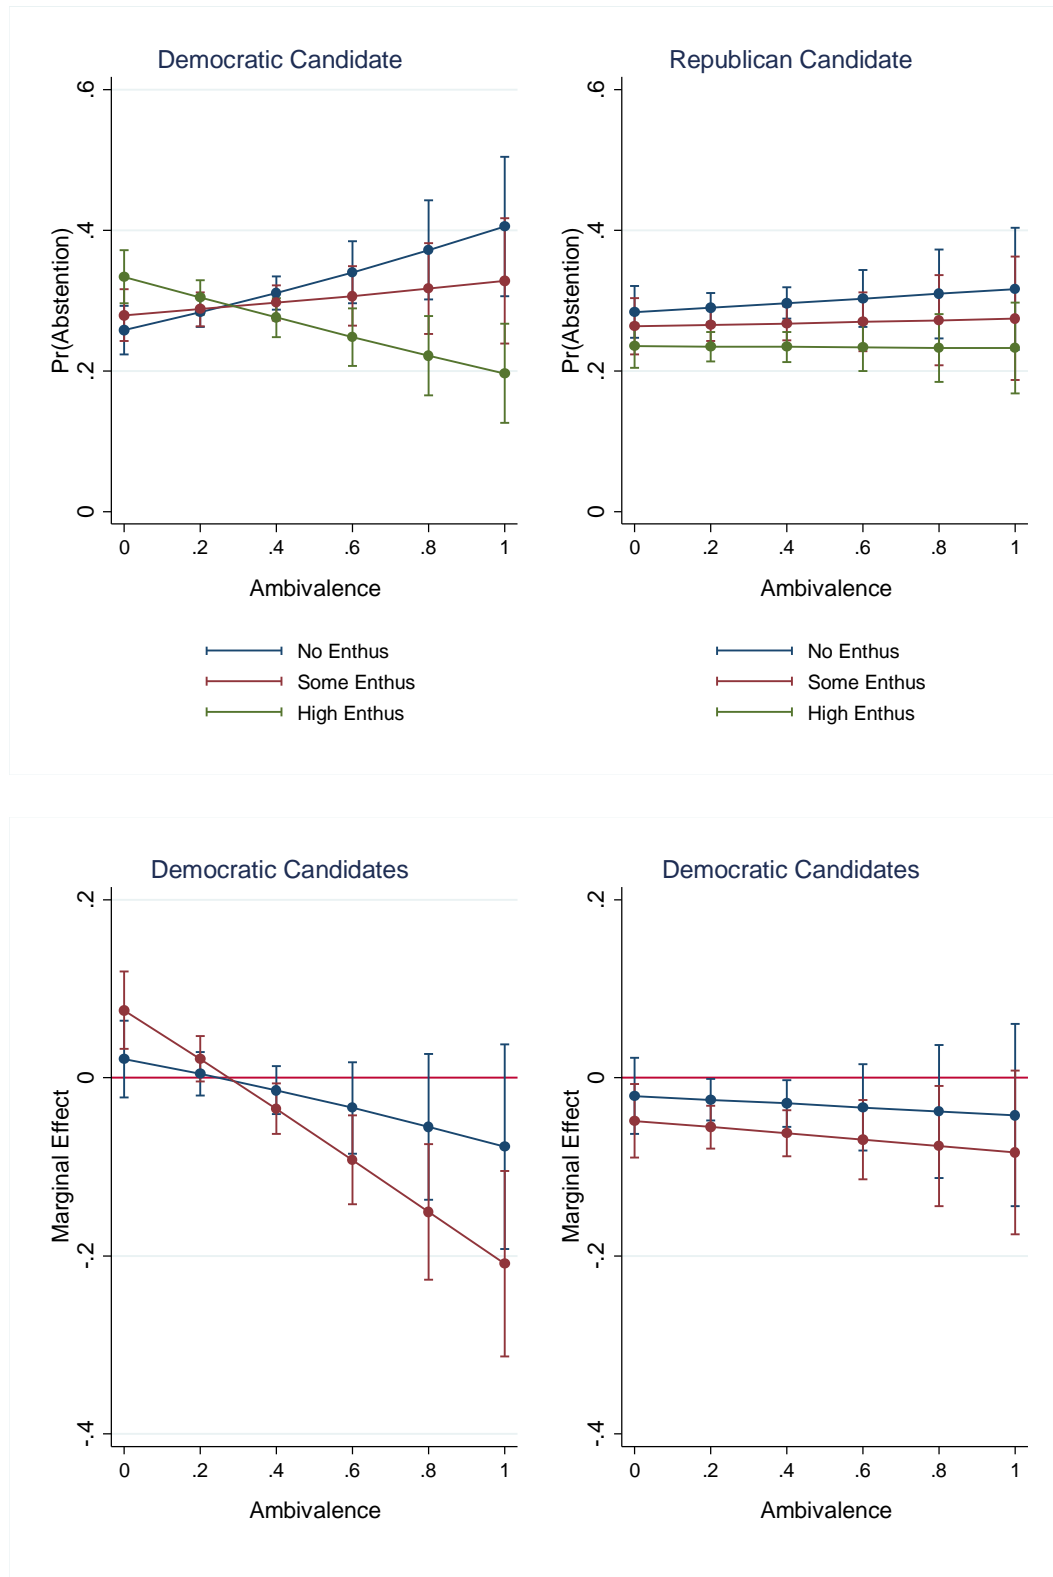 Democratic Candidate
Republican Candidate
Pr(Abstention)
0 .2 .4 .6
0 .2 .4 .6 .8 1
Ambivalence
Pr(Abstention)
0 .2 .4 .6
0 .2 .4 .6 .8 1
Ambivalence
No Enthus
Some Enthus
High Enthus
No Enthus
Some Enthus
High Enthus
Democratic Candidates
Democratic Candidates
Marginal Effect
-.4 -.2 0 .2
0 .2 .4 .6 .8 1
Ambivalence
Marginal Effect
-.4 -.2 0 .2
0 .2 .4 .6 .8 1
Ambivalence